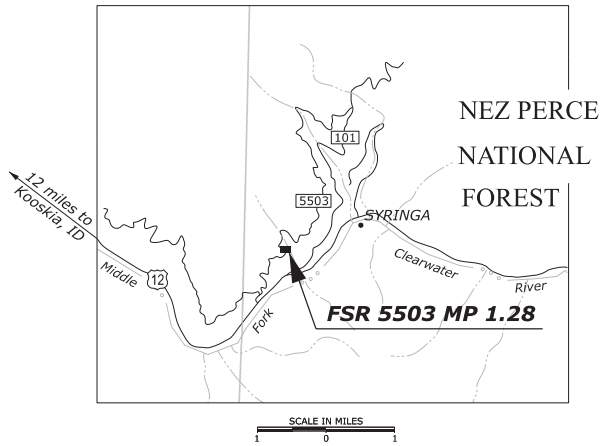 NEZ PERCE
NATIONAL
FOREST
101
5503
12 miles to
Kooskia, ID
SYRINGA
Middle
12
Clearwater
River
Fork
FSR 5503 MP 1.28
SCALE IN MILES
1 0 1